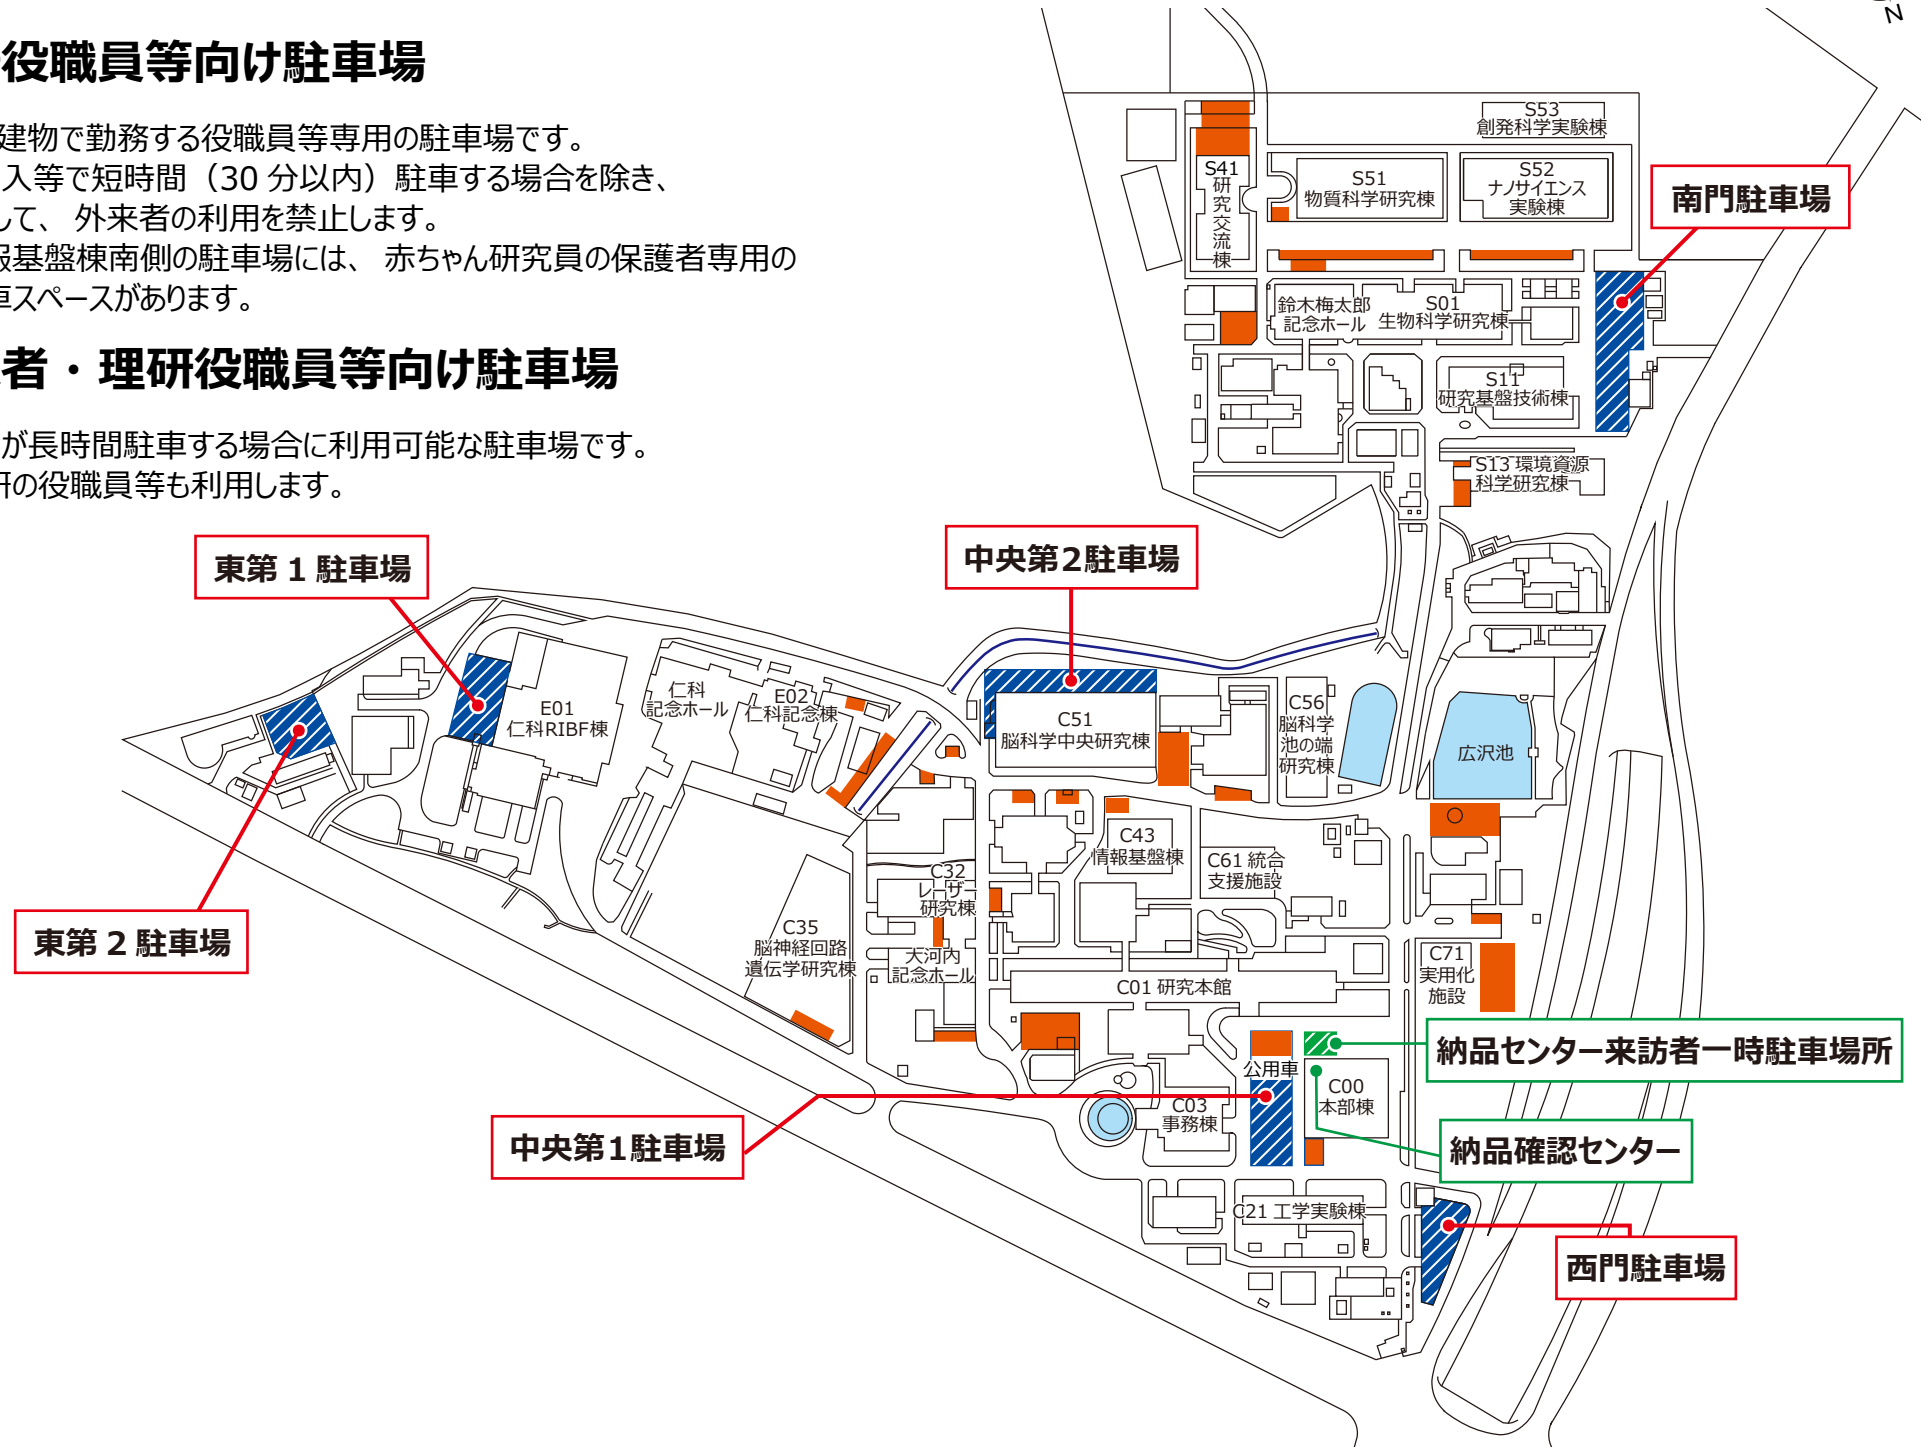 役職員等向け駐車場
建物で勤務する役職員等専用の駐車場です。
入等で短時間（30 分以内）駐車する場合を除き、
して、 外来者の利用を禁止します。
報基盤棟南側の駐車場には、 赤ちゃん研究員の保護者専用の
車スペースがあります。
者・理研役職員等向け駐車場
が長時間駐車する場合に利用可能な駐車場です。
研の役職員等も利用します。
N
S53
創発科学実験棟
S41
研究交流棟
S51
物質科学研究棟
S52
ナノサイエンス
実験棟
南門駐車場
鈴木梅太郎
記念ホール
S01
生物科学研究棟
S11
研究基盤技術棟
S13 環境資源
科学研究棟
東第 1 駐車場
中央第2駐車場
E01
仁科RIBF棟
仁科
記念ホール
E02
仁科記念棟
C51
脳科学中央研究棟
C56
脳科学
池の端
研究棟
広沢池
C43
情報基盤棟
C61 統合
支援施設
C32
レーザー
研究棟
東第 2 駐車場
C35
脳神経回路
遺伝学研究棟
大河内
記念ホール
C01 研究本館
C71
実用化
施設
納品センター来訪者一時駐車場所
公用車
C00
本部棟
C03
事務棟
中央第1駐車場
納品確認センター
C21 工学実験棟
西門駐車場